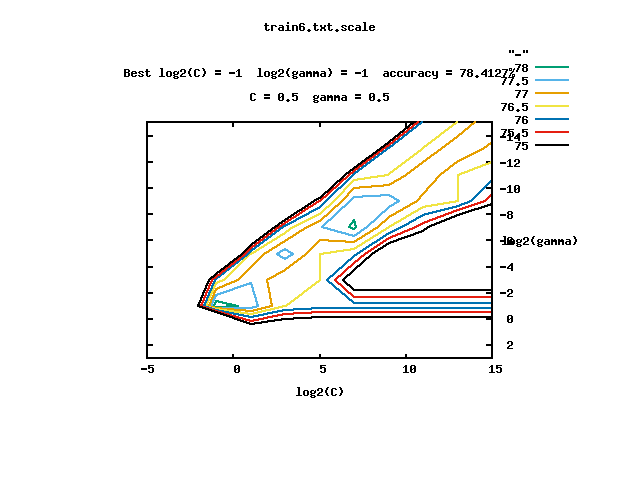 train6.txt.scale
"-"
Best log2(C) = -1  log2(gamma) = -1  accuracy = 78.4127%
C = 0.5  gamma = 0.5
78
77.5
77
76.5
76
75.5
75
-14
-12
-10
-8
-6
log2(gamma)
-4
-2
0
2
-5 0 5 10 15
log2(C)